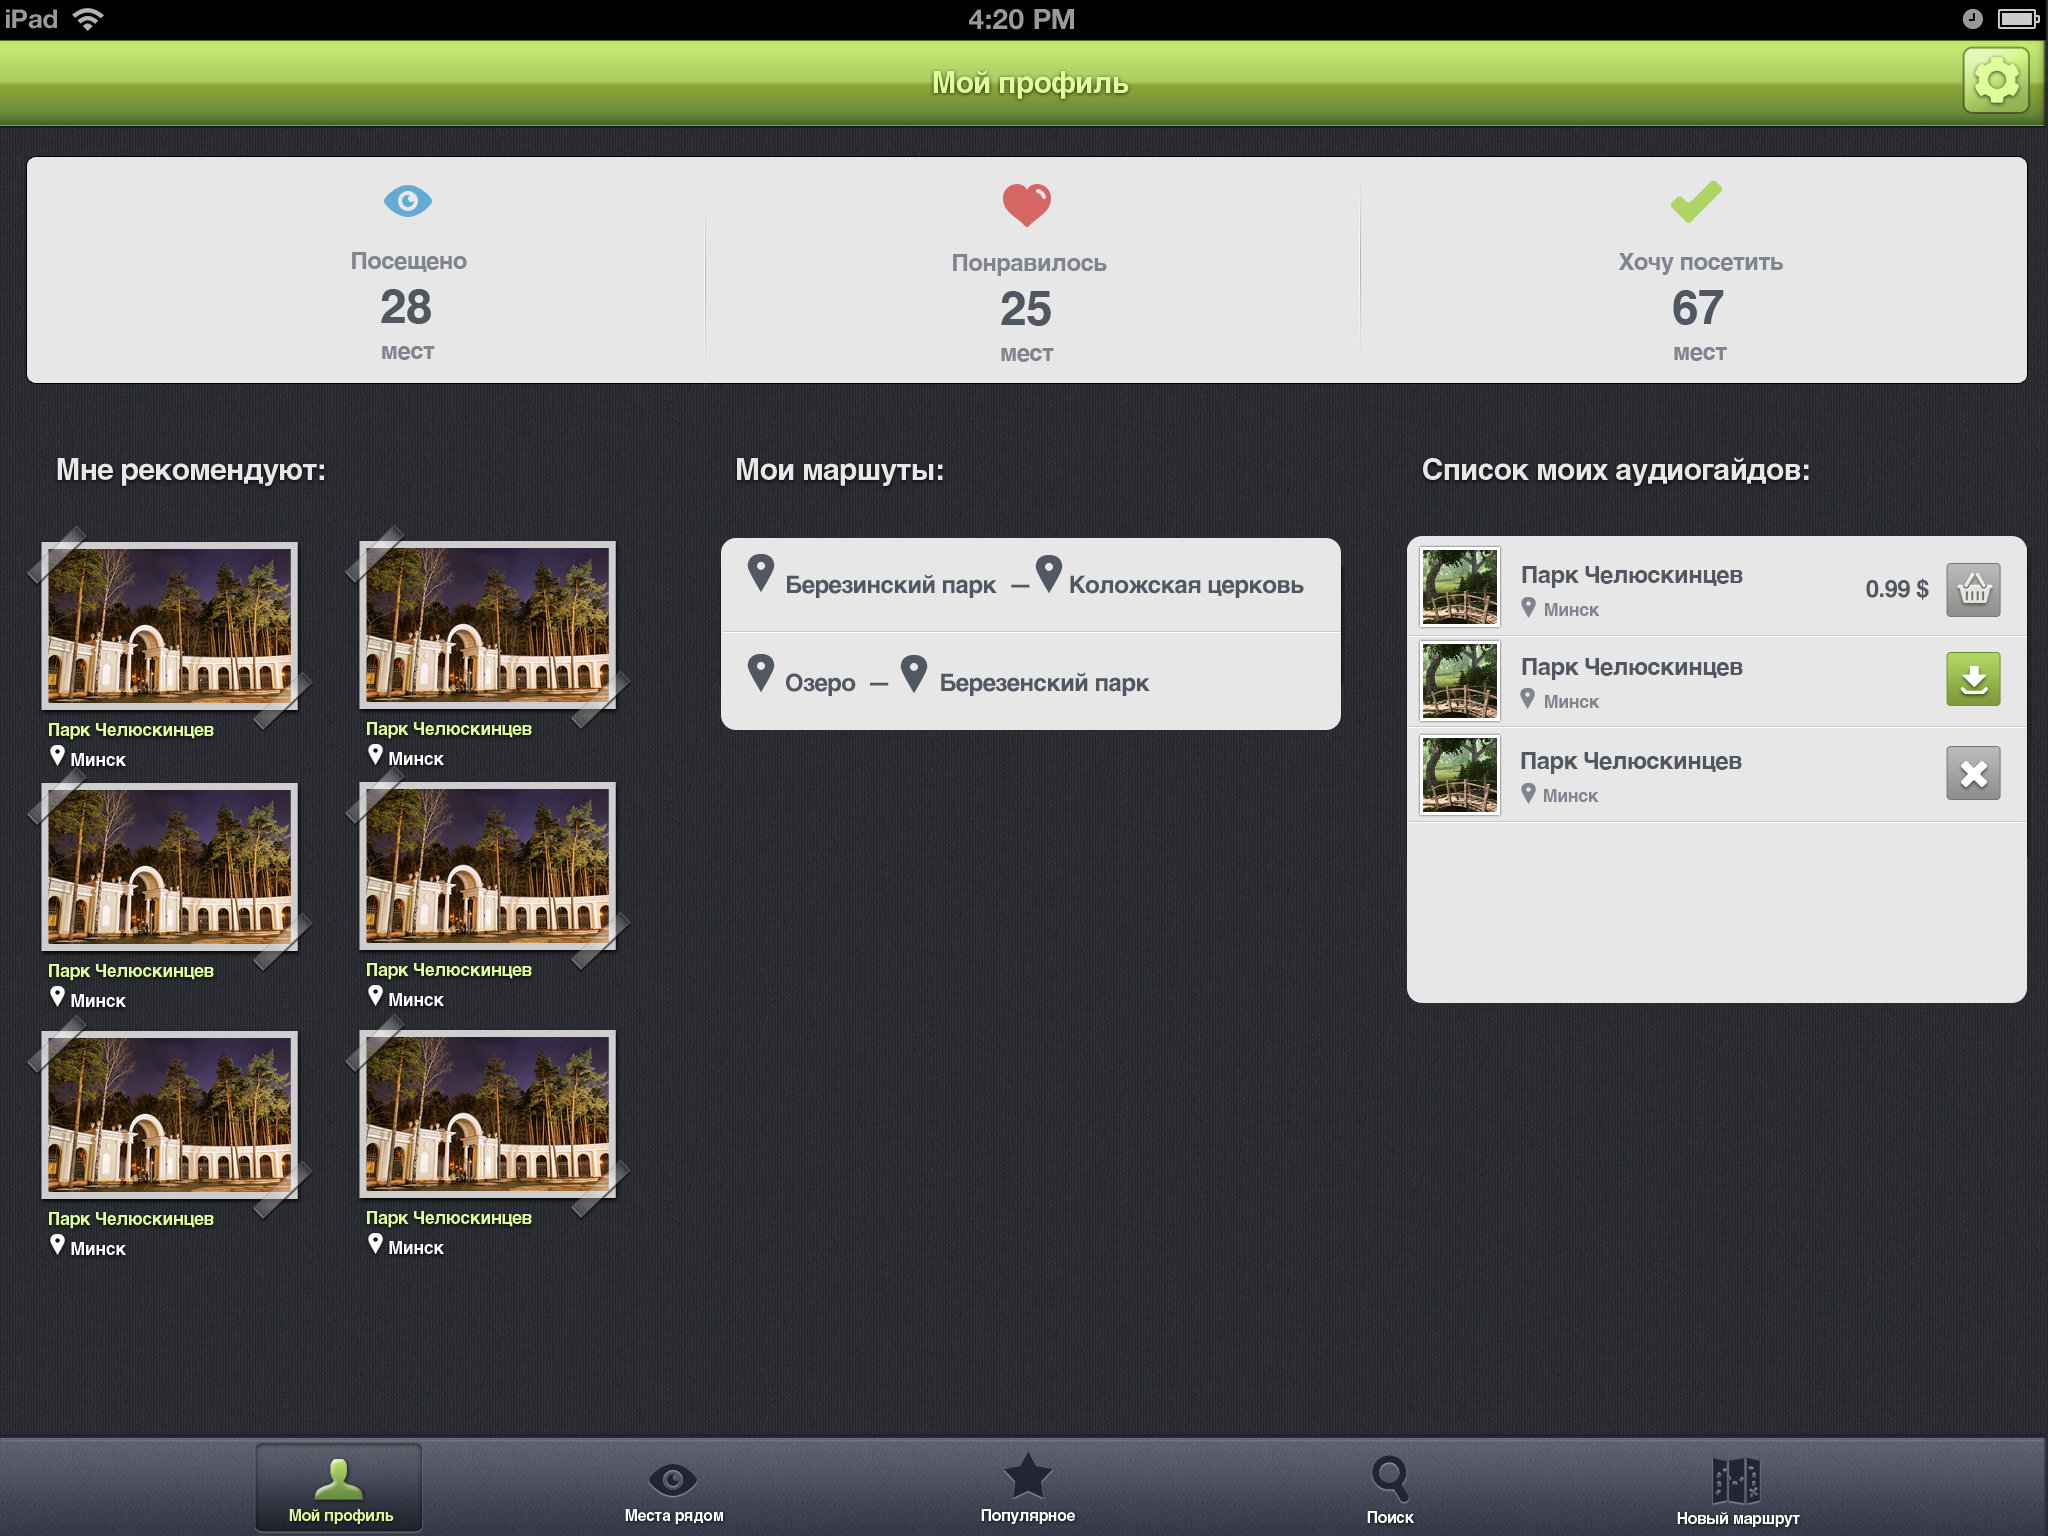 iPad
4:20 PM
Мой профиль
Посещено
28
мест
Понравилось
25
мест
Хочу посетить
67
мест
Мне рекомендуют:
Парк Челюскинцев
Минск
Парк Челюскинцев
Минск
Парк Челюскинцев
Минск
Парк Челюскинцев
Минск
Парк Челюскинцев
Минск
Парк Челюскинцев
Минск
Мои маршуты:
Березинский парк — Коложская церковь
Озеро — Березенский парк
Список моих аудиогайдов:
Парк Челюскинцев
Минск
0.99 $
Парк Челюскинцев
Минск
Парк Челюскинцев
Минск
Мой профиль
Места рядом
Популярное
Поиск
Новый маршрут